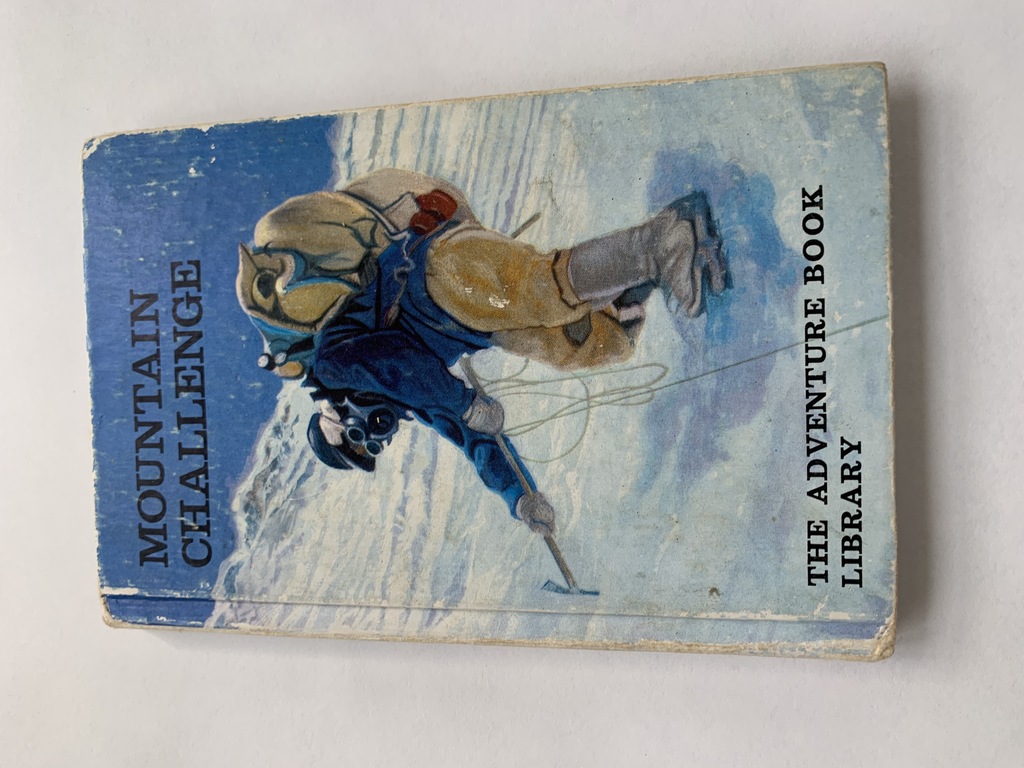 MOUNTAIN
CHALLENGE
THE ADVENTURE BOOK
LIBRARY